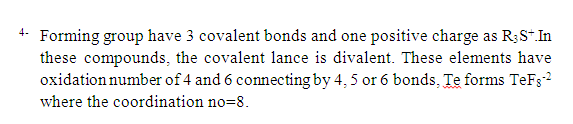 4- Forming group have 3 covalent bonds and one positive charge as R₃S⁺.In
these compounds, the covalent lance is divalent. These elements have
oxidation number of 4 and 6 connecting by 4, 5 or 6 bonds, Te forms TeF₈⁻²
where the coordination no=8.